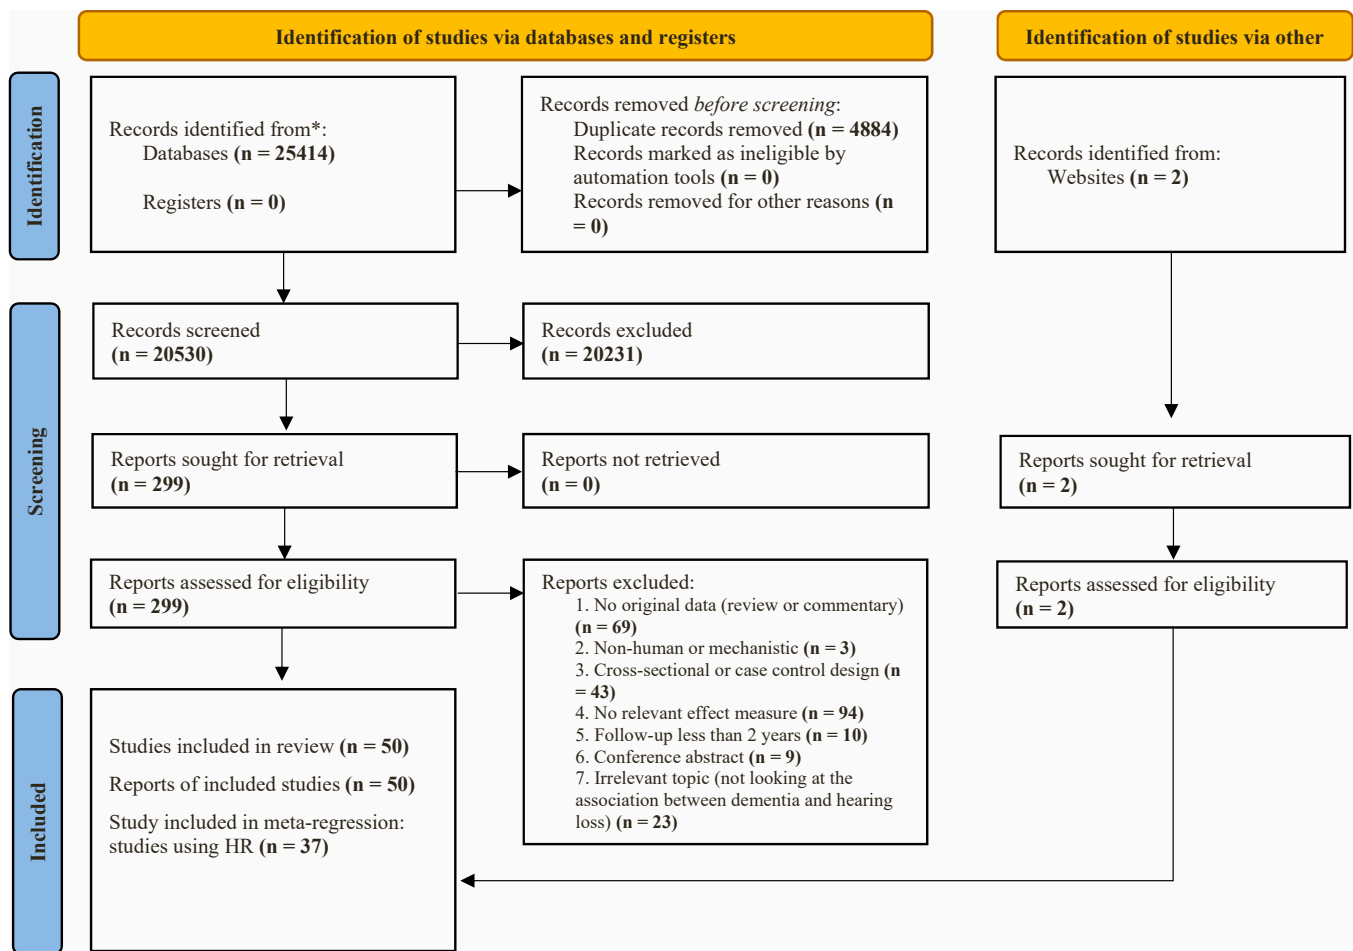 Identification of studies via databases and registers
Identification of studies via other
Identification
Records identified from*:
Databases (n = 25414)
Registers (n = 0)
Records removed before screening:
Duplicate records removed (n = 4884)
Records marked as ineligible by
automation tools (n = 0)
Records removed for other reasons (n
= 0)
Records identified from:
Websites (n = 2)
Screening
Records screened
(n = 20530)
Records excluded
(n = 20231)
Reports sought for retrieval
(n = 299)
Reports not retrieved
(n = 0)
Reports sought for retrieval
(n = 2)
Reports assessed for eligibility
(n = 299)
Reports excluded:
1. No original data (review or commentary)
(n = 69)
2. Non-human or mechanistic (n = 3)
3. Cross-sectional or case control design (n
= 43)
4. No relevant effect measure (n = 94)
5. Follow-up less than 2 years (n = 10)
6. Conference abstract (n = 9)
7. Irrelevant topic (not looking at the
association between dementia and hearing
loss) (n = 23)
Reports assessed for eligibility
(n = 2)
Included
Studies included in review (n = 50)
Reports of included studies (n = 50)
Study included in meta-regression:
studies using HR (n = 37)